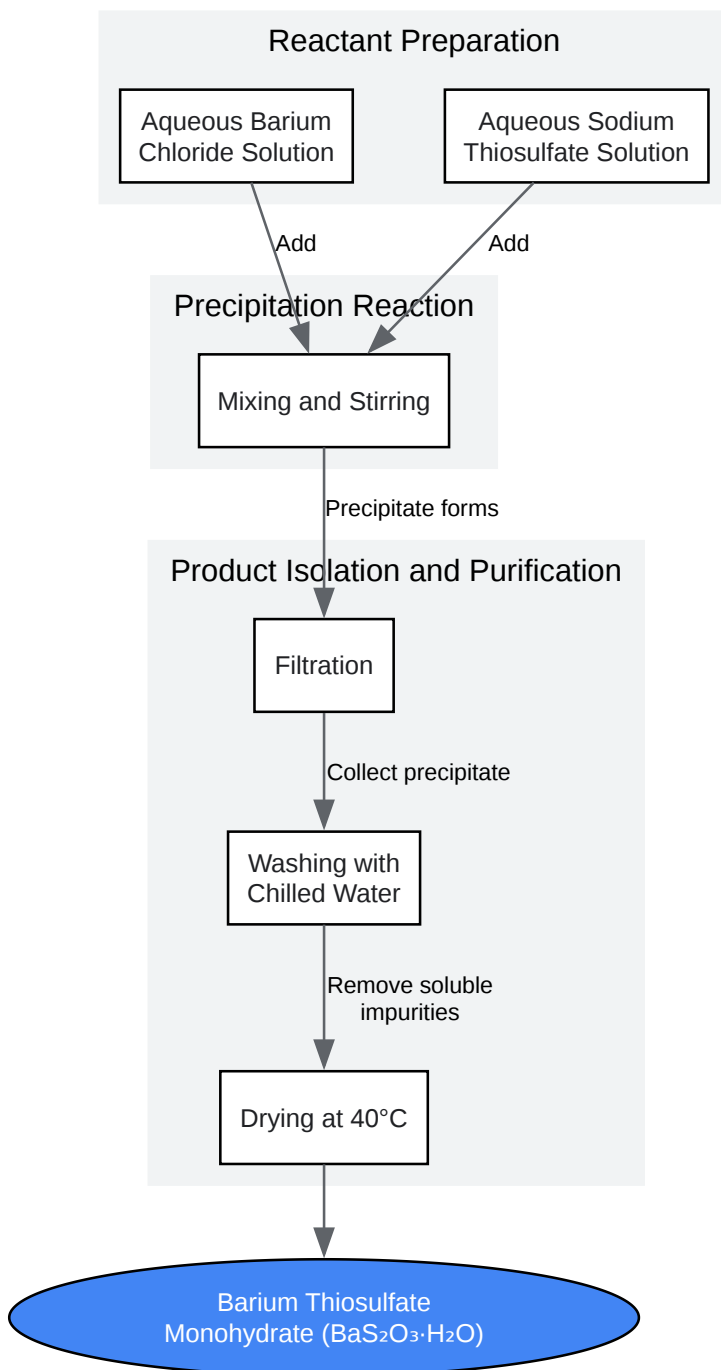 Reactant Preparation
Aqueous Barium
Chloride Solution
Aqueous Sodium
Thiosulfate Solution
Add
Add
Precipitation Reaction
Mixing and Stirring
Precipitate forms
Product Isolation and Purification
Filtration
Collect precipitate
Washing with
Chilled Water
Remove soluble
impurities
Drying at 40°C
Barium Thiosulfate
Monohydrate (BaS₂O₃·H₂O)